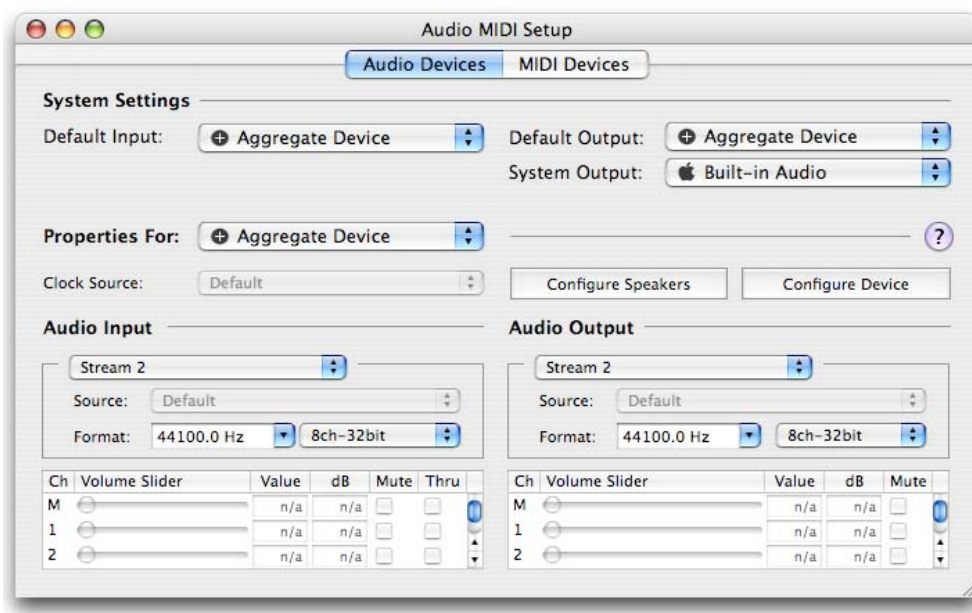 Audio MIDI Setup
Audio Devices MIDI Devices
System Settings
Default Input: Aggregate Device
Default Output: Aggregate Device
System Output: Built-in Audio
Properties For: Aggregate Device
?
Clock Source: Default
Configure Speakers Configure Device
Audio Input
Stream 2
Source: Default
Format: 44100.0 Hz 8ch-32bit
Ch Volume Slider Value dB Mute Thru
M n/a n/a
1 n/a n/a
2 n/a n/a
Audio Output
Stream 2
Source: Default
Format: 44100.0 Hz 8ch-32bit
Ch Volume Slider Value dB Mute
M n/a n/a
1 n/a n/a
2 n/a n/a